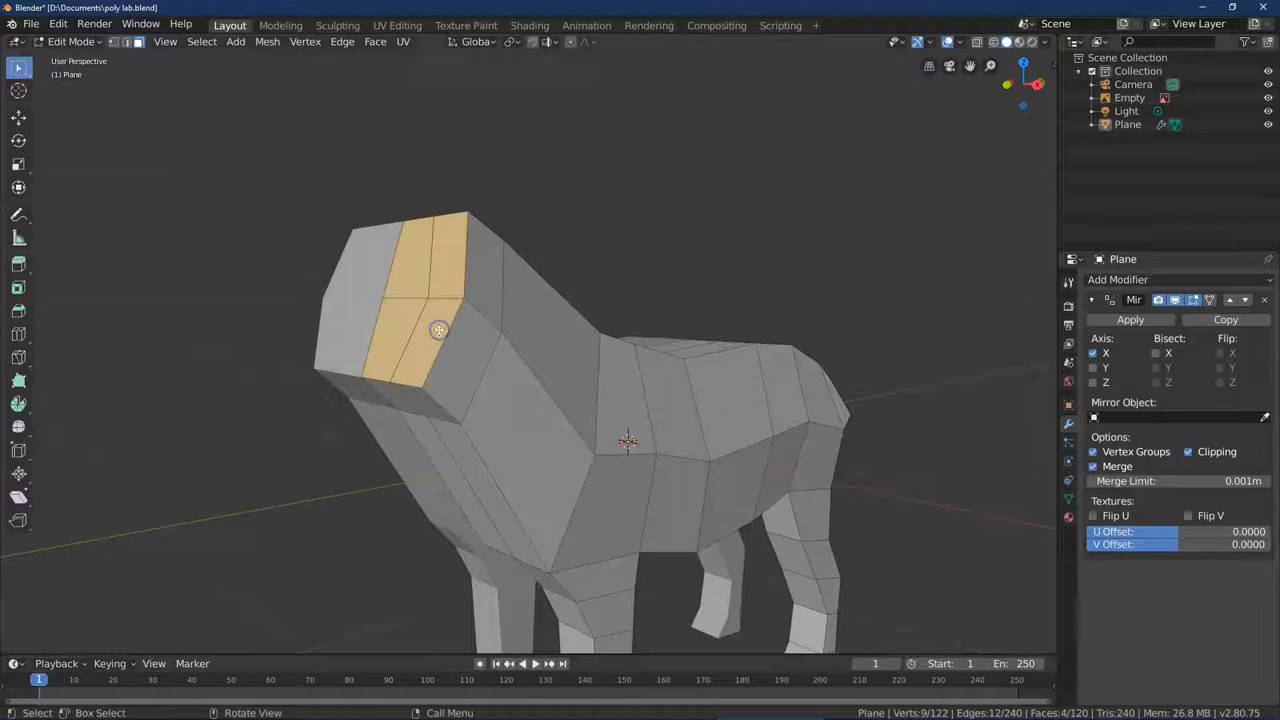 Blender* [D:\Documents\poly lab.blend]
File Edit Render Window Help Layout Modeling Sculpting UV Editing Texture Paint Shading Animation Rendering Compositing Scripting + Scene View Layer
Edit Mode View Select Add Mesh Vertex Edge Face UV Globa
User Perspective
(1) Plane
Z
Scene Collection
Collection
Camera
Empty
Light
Plane
Plane
Add Modifier
Mir
Apply Copy
Axis: Bisect: Flip:
X X X
Y Y Y
Z Z Z
Mirror Object:
Options:
Vertex Groups Clipping
Merge
Merge Limit: 0.001m
Textures:
Flip U Flip V
U Offset: 0.0000
V Offset: 0.0000
Playback Keying View Marker 1 Start: 1 En: 250
1 10 20 30 40 50 60 70 80 90 100 110 120 130 140 150 160 170 180 190 200 210 220 230 240 250
Select Box Select Rotate View Call Menu Plane | Verts:9/122 | Edges:12/240 | Faces:4/120 | Tris:240 | Mem: 26.8 MB | v2.80.75